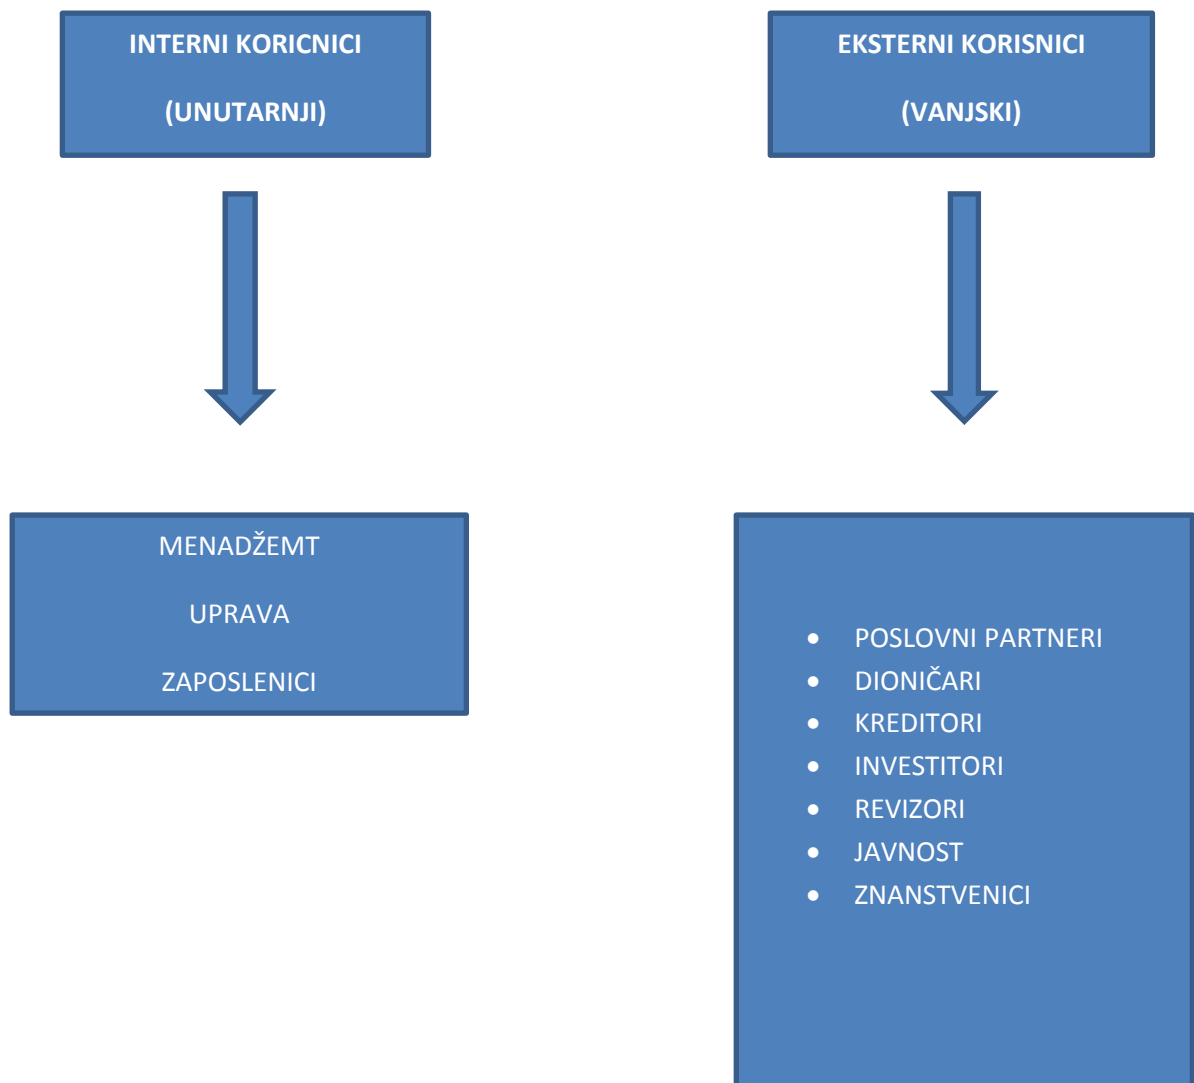 INTERNI KORICNICI
(UNUTARNJI)
EKSTERNI KORISNICI
(VANJSKI)
MENADŽEMT
UPRAVA
ZAPOSLENICI
• POSLOVNI PARTNERI
• DIONIČARI
• KREDITORI
• INVESTITORI
• REVIZORI
• JAVNOST
• ZNANSTVENICI